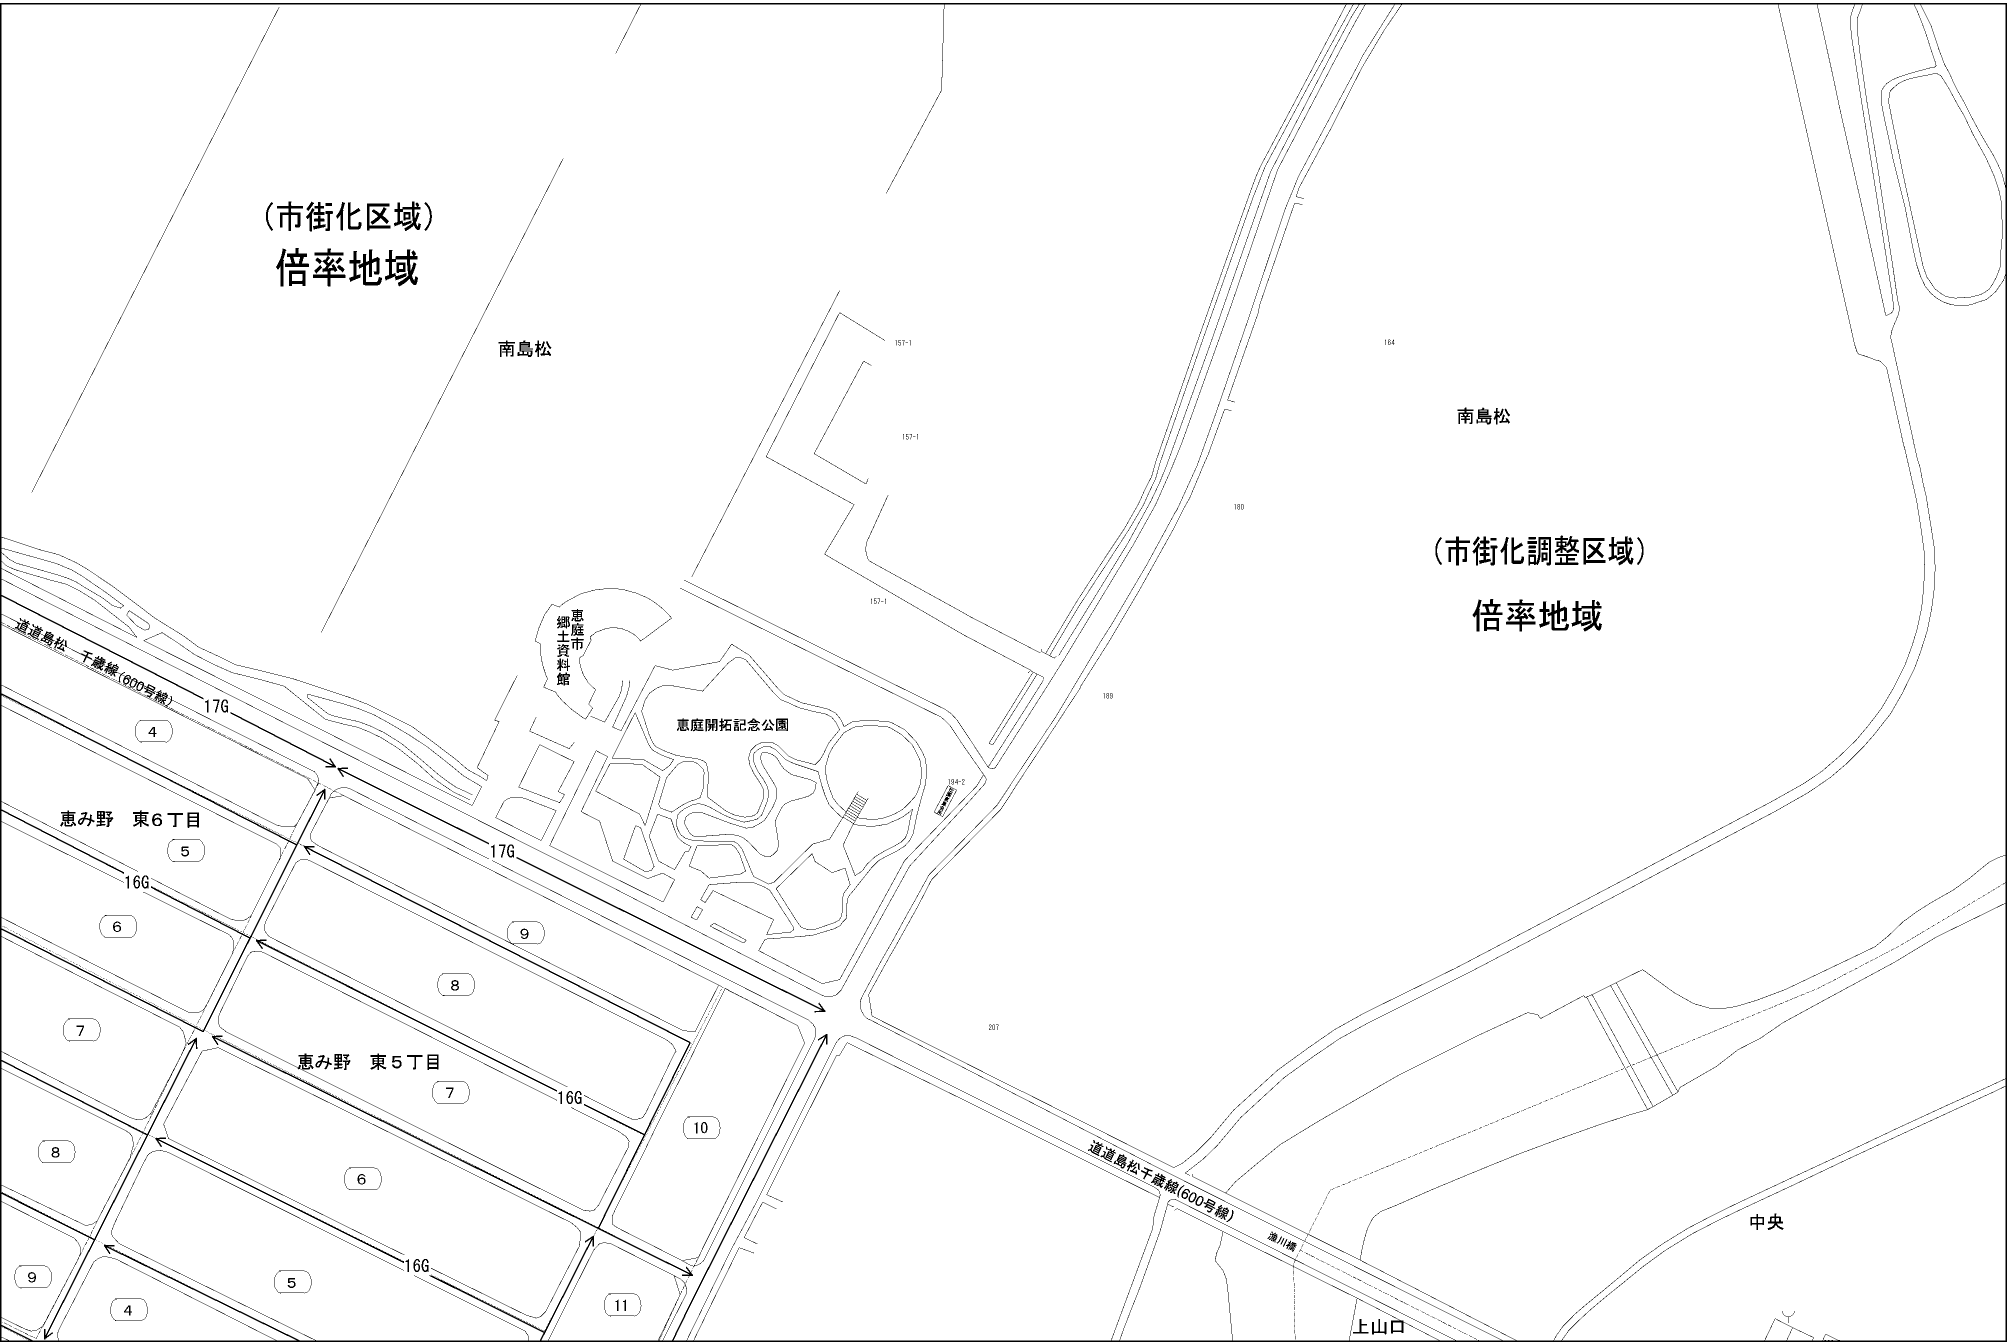 （市街化区域）
倍率地域
南島松
157-1
164
南島松
157-1
180
（市街化調整区域）
倍率地域
157-1
恵庭市
郷土資料館
道道島松　千歳線(600号線)
17G
189
4
恵庭開拓記念公園
194-2
恵み野　東６丁目
5
17G
16G
6
9
8
7
207
恵み野　東５丁目
7
16G
10
8
6
道道島松千歳線(600号線)
中央
漁川橋
16G
9
5
4
11
上山口